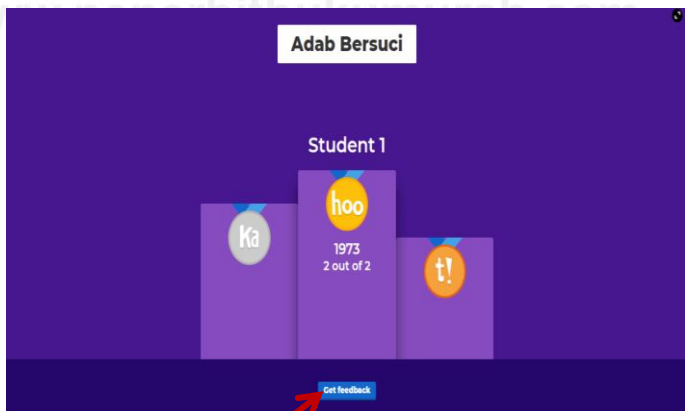 Adab Bersuci
Student 1
Ka
hoo
t!
1973
2 out of 2
Get feedback